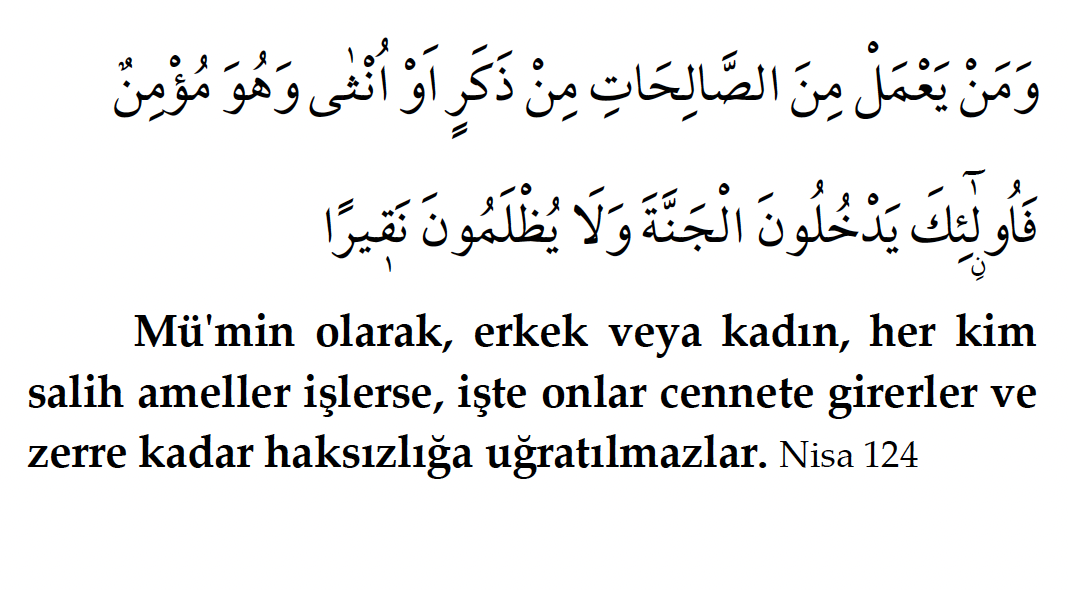 وَمَنْ يَعْمَلْ مِنَ الصَّالِحَاتِ مِنْ ذَكَرٍ اَوْ اُنْثٰى وَهُوَ مُؤْمِنٌ
فَاُو۬لٰٓئِكَ يَدْخُلُونَ الْجَنَّةَ وَلَا يُظْلَمُونَ نَق۪يرًا
Mü'min olarak, erkek veya kadın, her kim
salih ameller işlerse, işte onlar cennete girerler ve
zerre kadar haksızlığa uğratılmazlar. Nisa 124